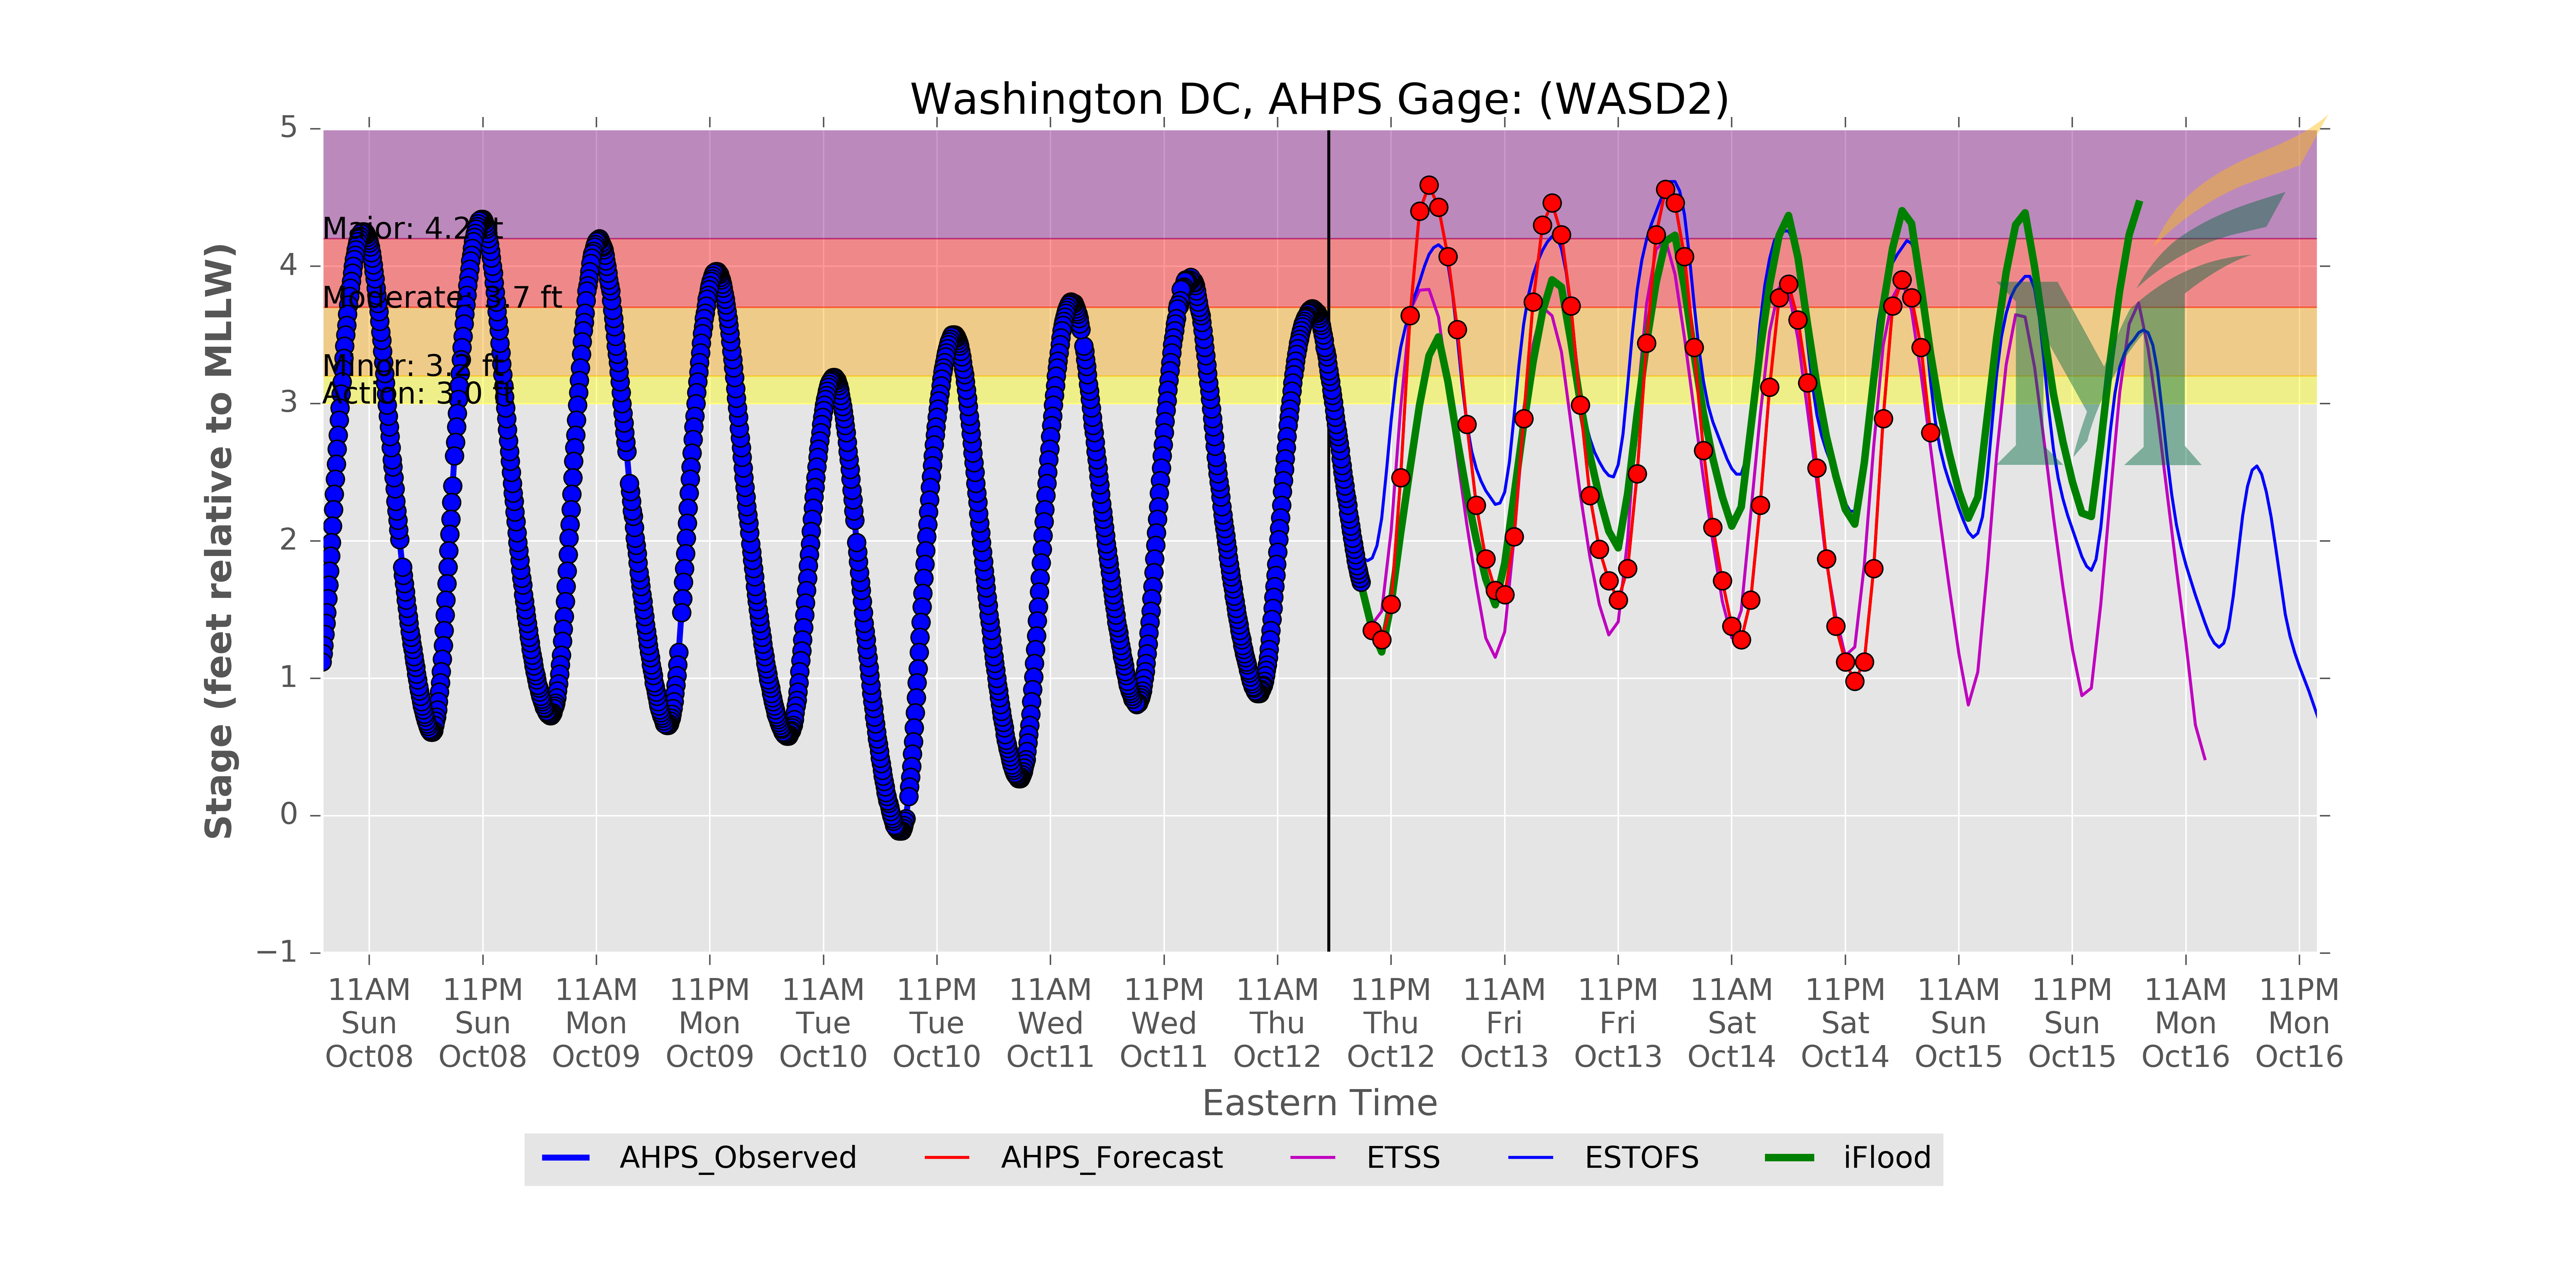 Washington DC, AHPS Gage: (WASD2)
Stage (feet relative to MLLW)
5
4
3
2
1
0
−1
Major: 4.2 ft
Moderate: 3.7 ft
Minor: 3.2 ft
Action: 3.0 ft
11AM 11PM 11AM 11PM 11AM 11PM 11AM 11PM 11AM 11PM 11AM 11PM 11AM 11PM 11AM 11PM 11AM 11PM
Sun Sun Mon Mon Tue Tue Wed Wed Thu Thu Fri Fri Sat Sat Sun Sun Mon Mon
Oct08 Oct08 Oct09 Oct09 Oct10 Oct10 Oct11 Oct11 Oct12 Oct12 Oct13 Oct13 Oct14 Oct14 Oct15 Oct15 Oct16 Oct16
Eastern Time
AHPS_Observed AHPS_Forecast ETSS ESTOFS iFlood